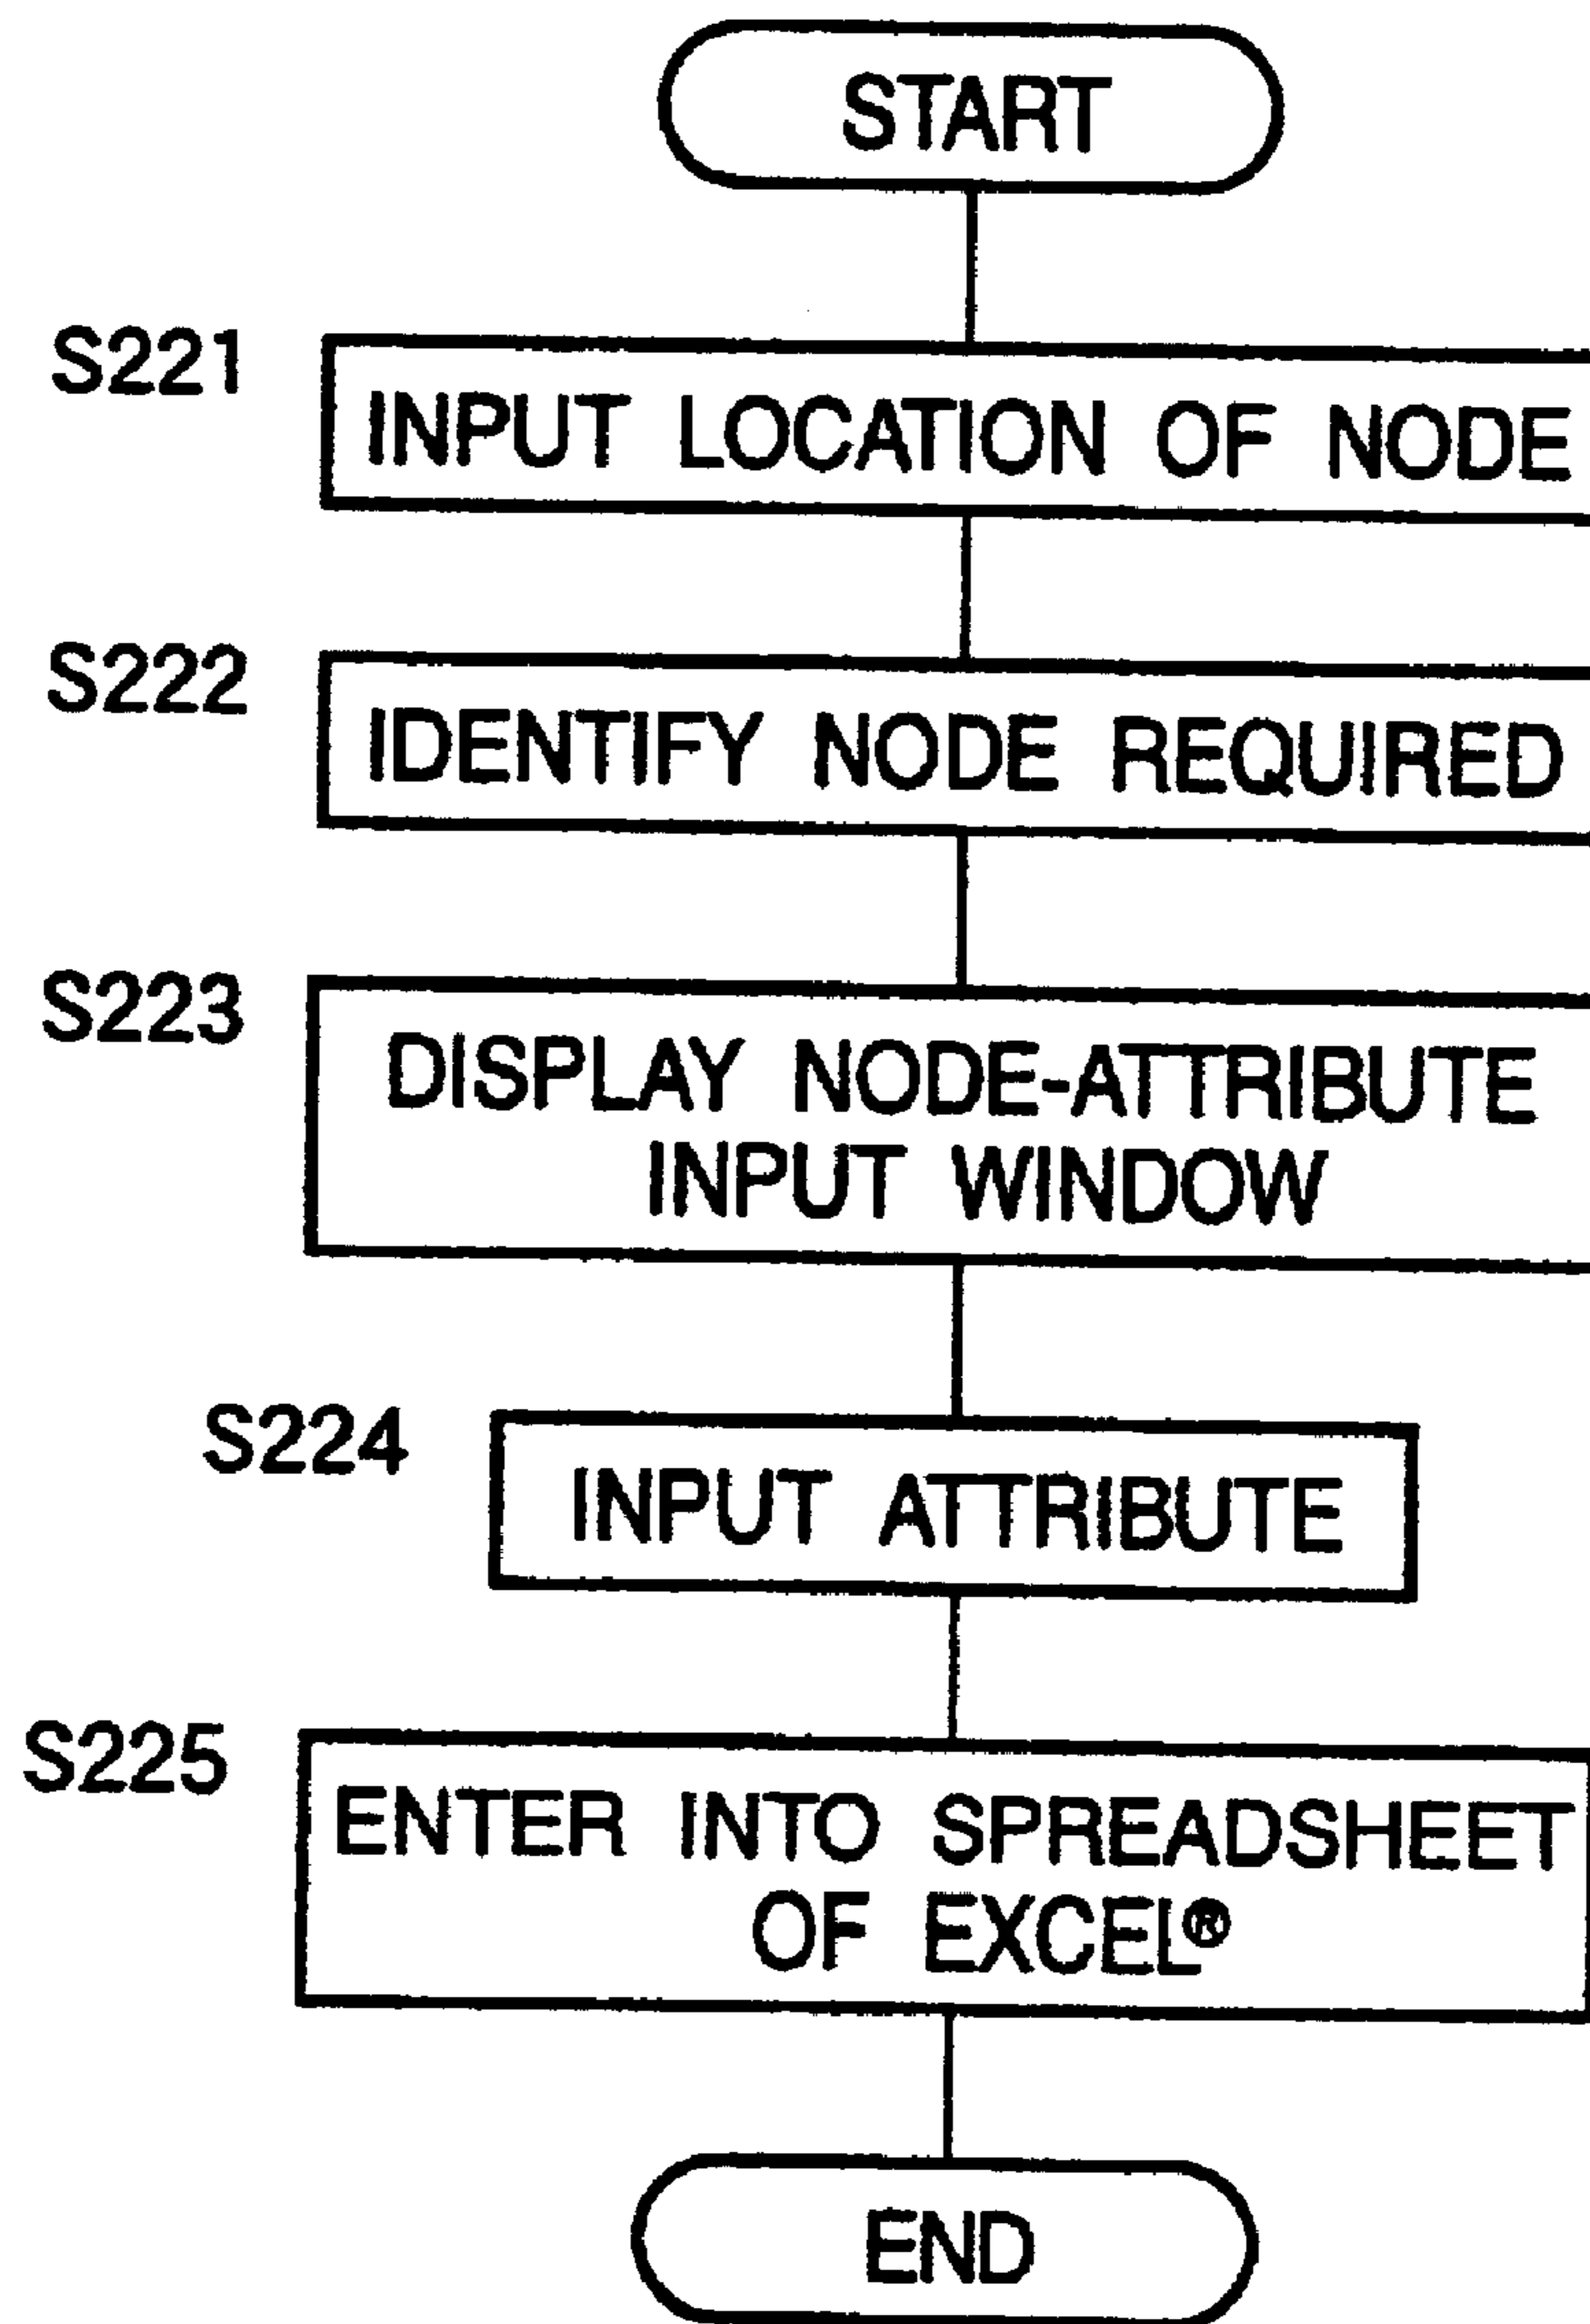 START
S221
INPUT LOCATION OF NODE
S222
IDENTIFY NODE REQUIRED
S223
DISPLAY NODE-ATTRIBUTE
INPUT WINDOW
S224
INPUT ATTRIBUTE
S225
ENTER INTO SPREADSHEET
OF EXCEL®
END